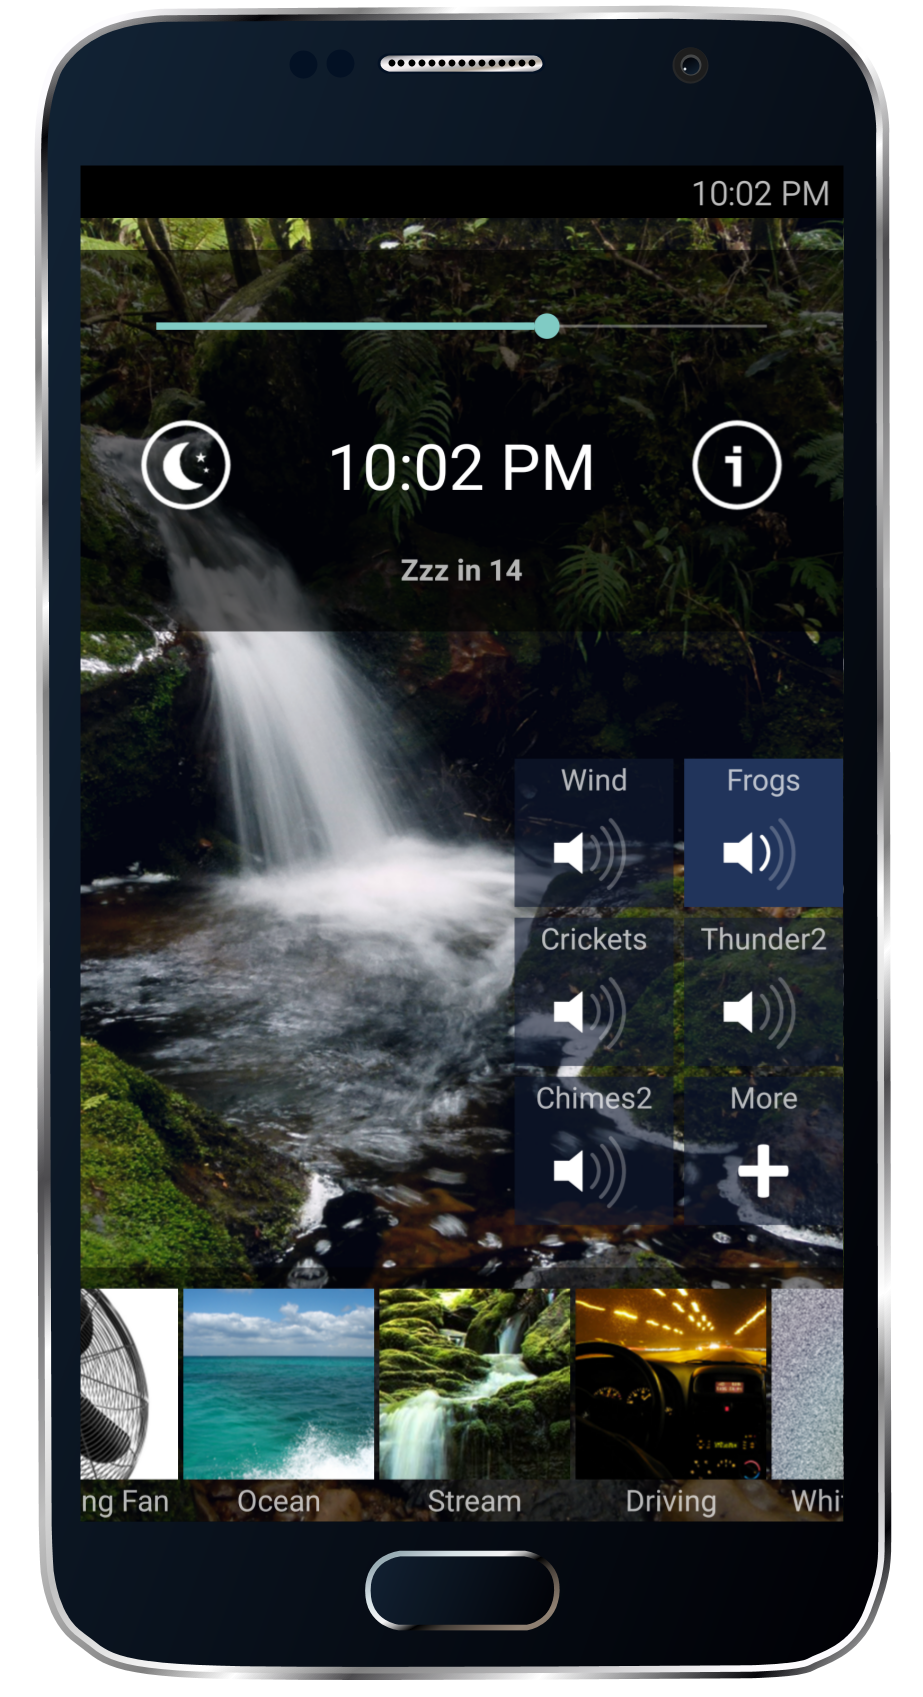 10:02 PM
10:02 PM
Zzz in 14
Wind Frogs
Crickets Thunder2
Chimes2 More
ng Fan Ocean Stream Driving Whi